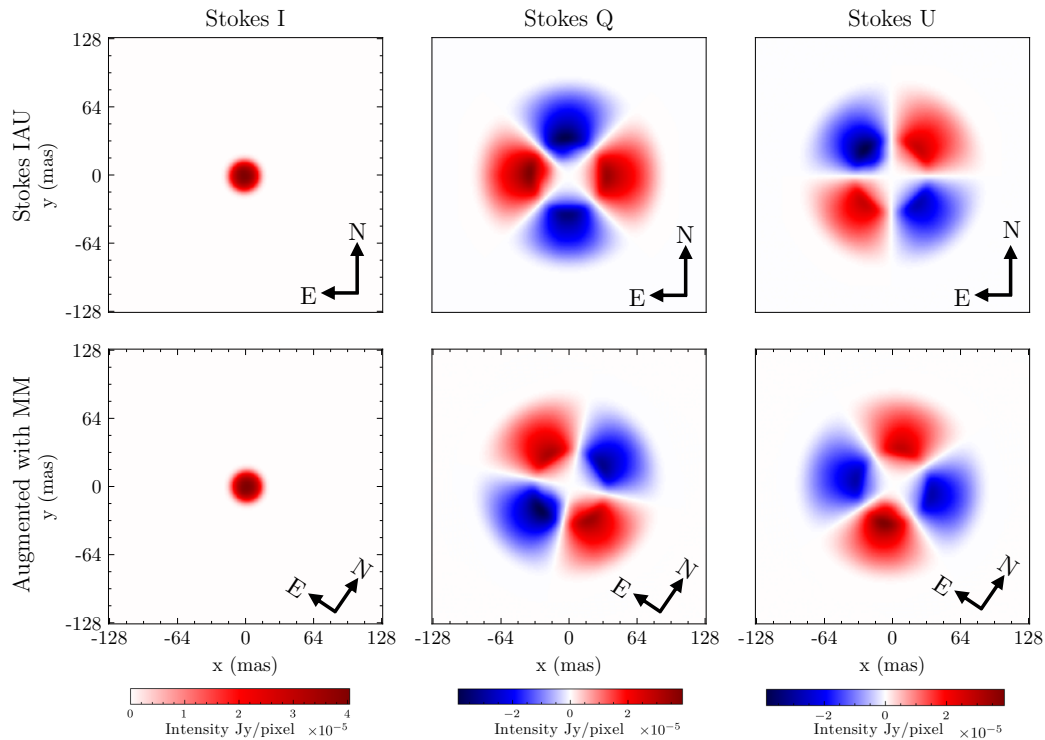 Stokes I Stokes Q Stokes U
Stokes IAU
y (mas)
128
64
0
-64
-128
N
E
N
E
N
E
Augmented with MM
y (mas)
128
64
0
-64
-128
N
E
N
E
N
E
-128 -64 0 64 128 -128 -64 0 64 128 -128 -64 0 64 128
x (mas) x (mas) x (mas)
0 1 2 3 4 −2 0 2 −2 0 2
Intensity Jy/pixel ×10⁻⁵ Intensity Jy/pixel ×10⁻⁵ Intensity Jy/pixel ×10⁻⁵